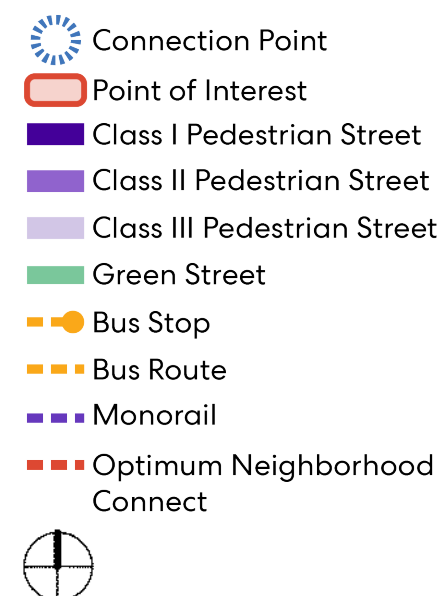 Connection Point
Point of Interest
Class I Pedestrian Street
Class II Pedestrian Street
Class III Pedestrian Street
Green Street
Bus Stop
Bus Route
Monorail
Optimum Neighborhood
Connect